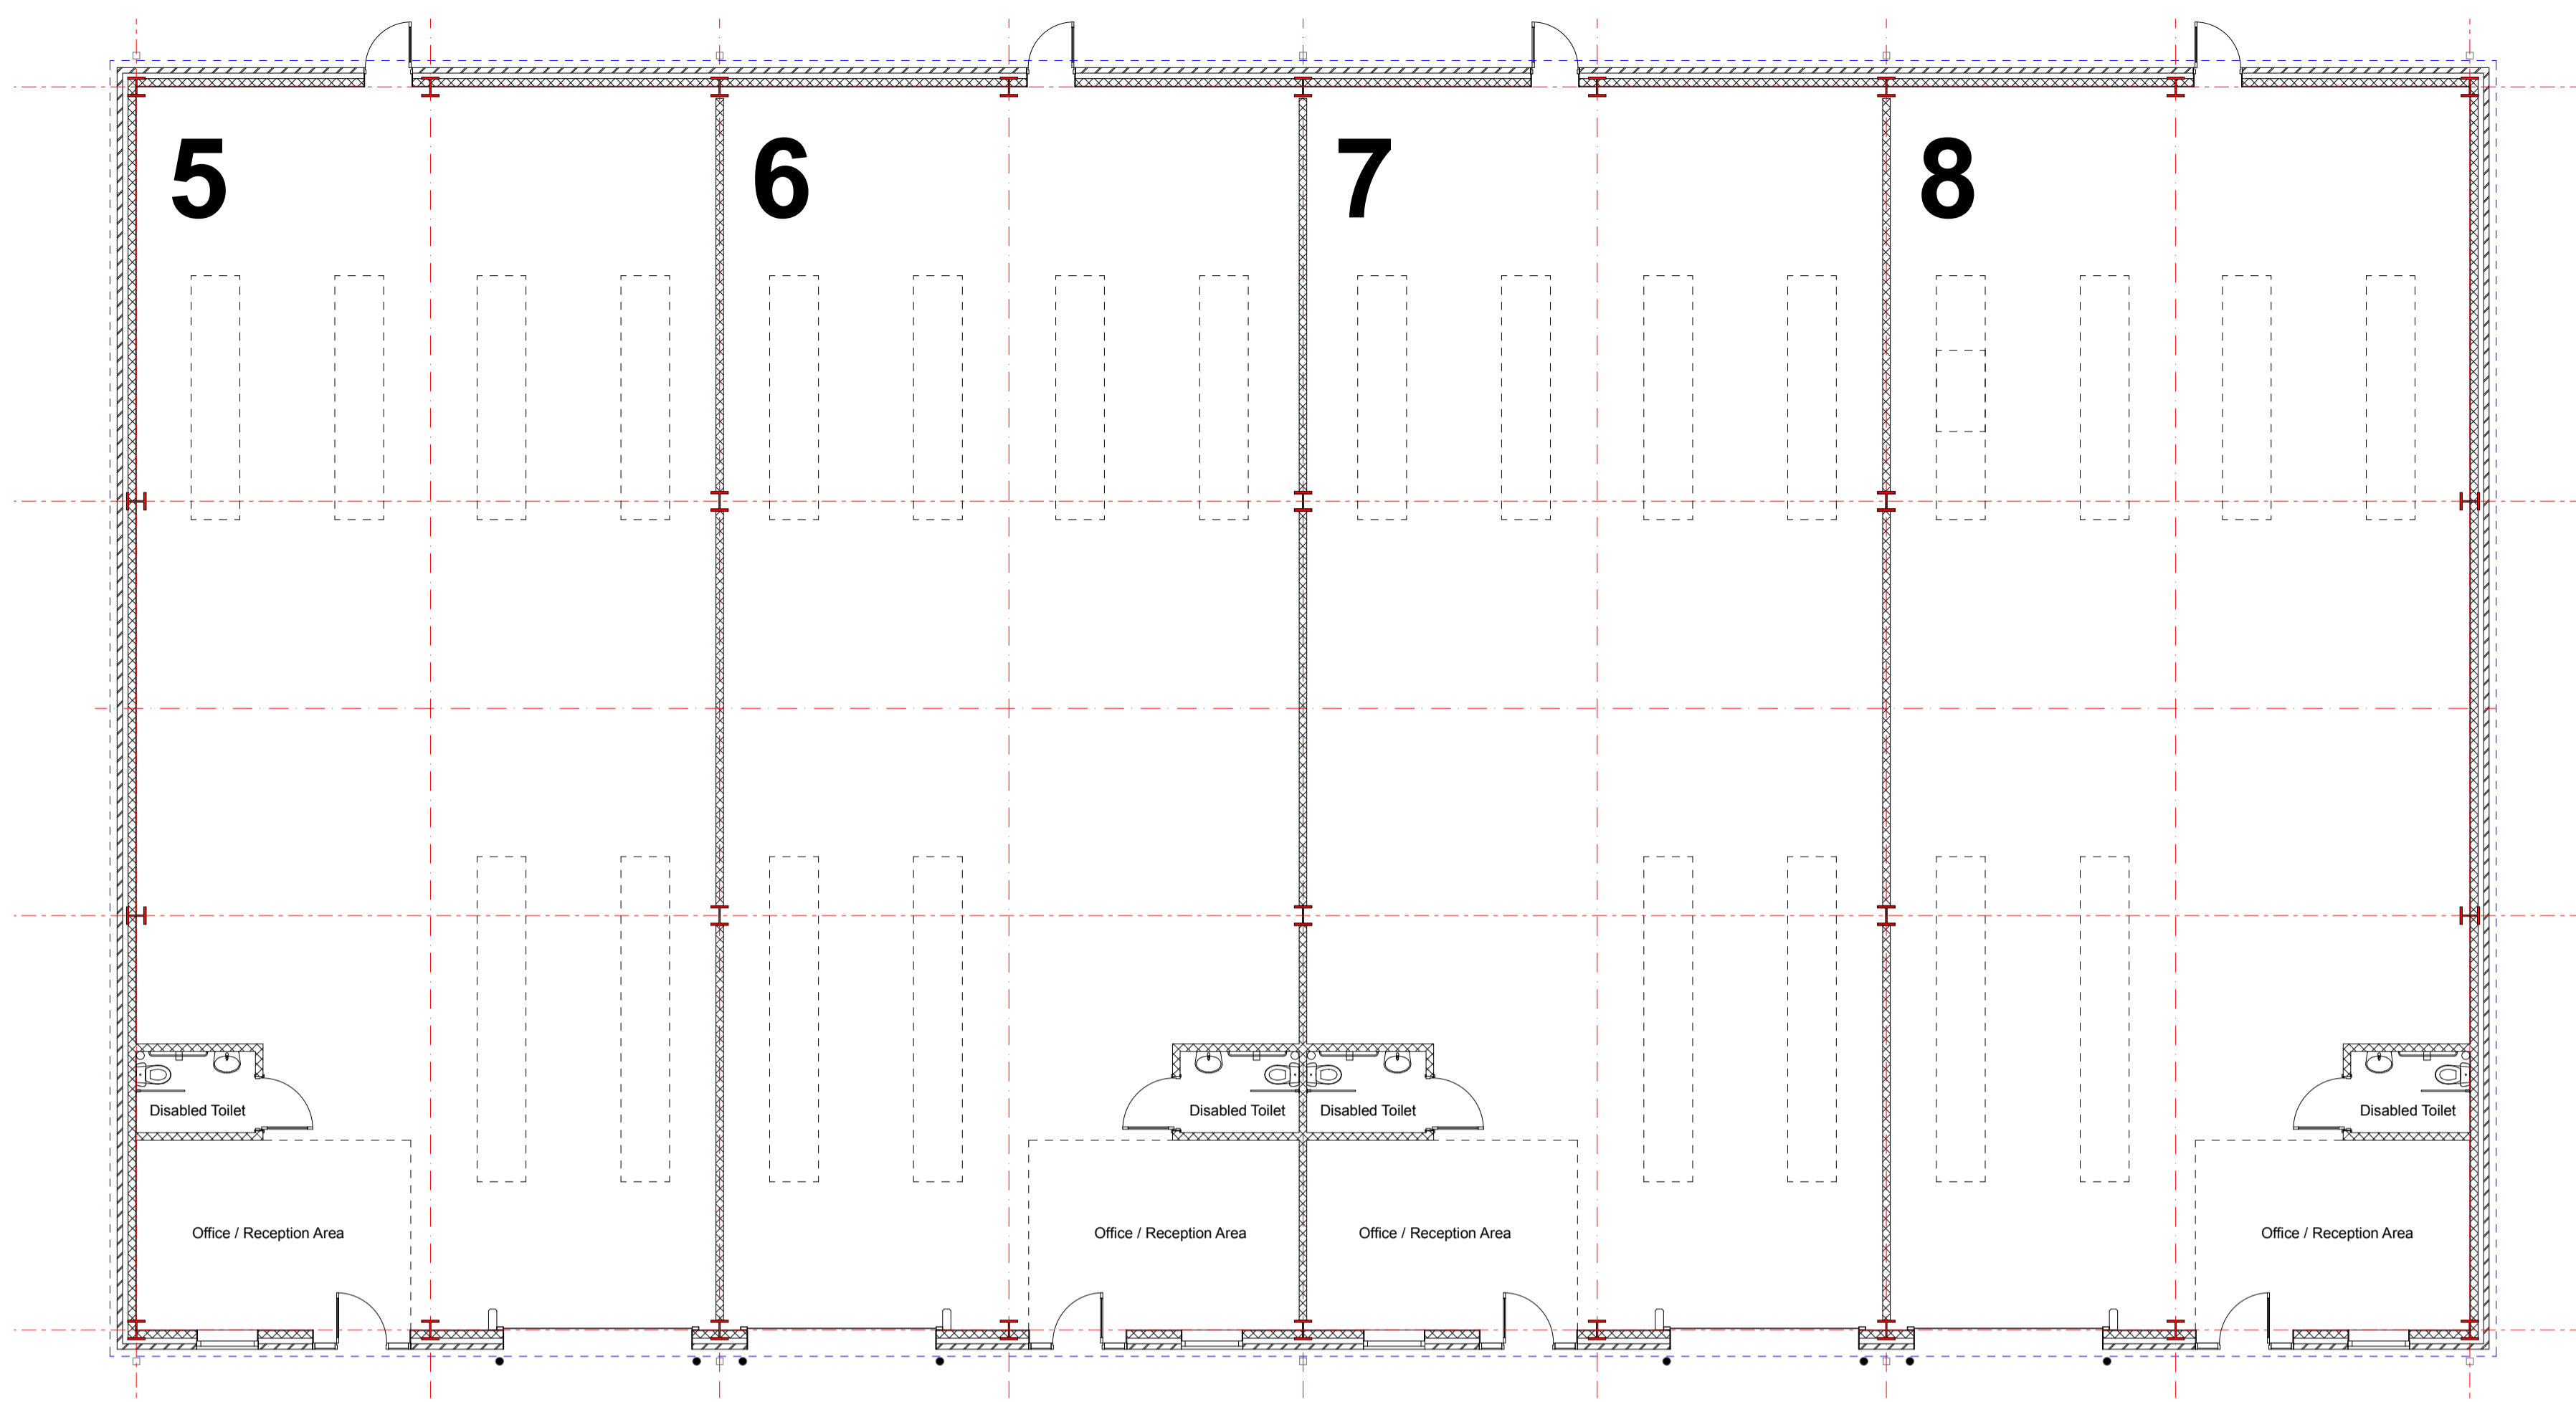 5
6
7
8
Disabled Toilet
Disabled Toilet
Disabled Toilet
Disabled Toilet
Office / Reception Area
Office / Reception Area
Office / Reception Area
Office / Reception Area